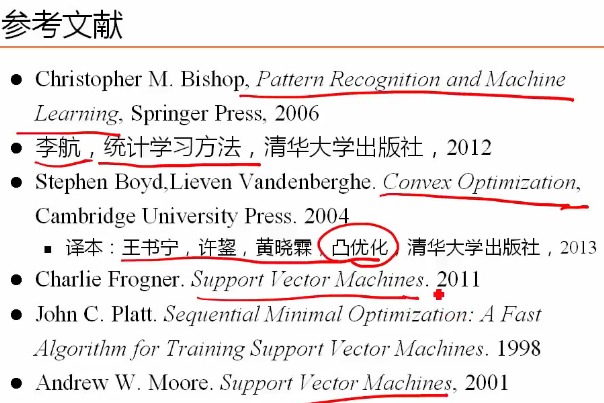 参考文献
● Christopher M. Bishop, Pattern Recognition and Machine
Learning, Springer Press, 2006
● 李航，统计学习方法，清华大学出版社，2012
● Stephen Boyd,Lieven Vandenberghe. Convex Optimization,
Cambridge University Press. 2004
▪ 译本：王书宁，许鋆，黄晓霖，凸优化，清华大学出版社，2013
● Charlie Frogner. Support Vector Machines. 2011
● John C. Platt. Sequential Minimal Optimization: A Fast
Algorithm for Training Support Vector Machines. 1998
● Andrew W. Moore. Support Vector Machines, 2001